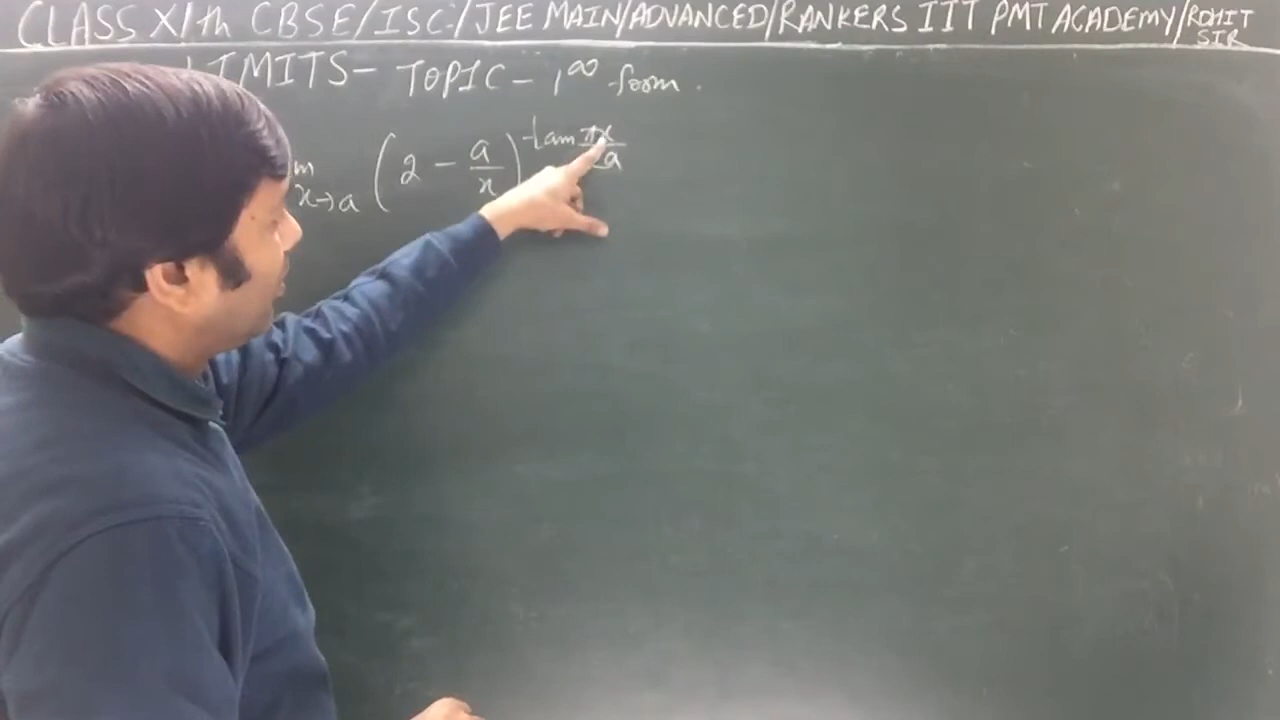 CLASS XIth CBSE/ISC/JEE MAIN/ADVANCED/RANKERS IIT PMT ACADEMY/ROHIT SIR
LIMITS - TOPIC - 1^∞ form.
m x→a (2 - a/x)^tan πx/2a